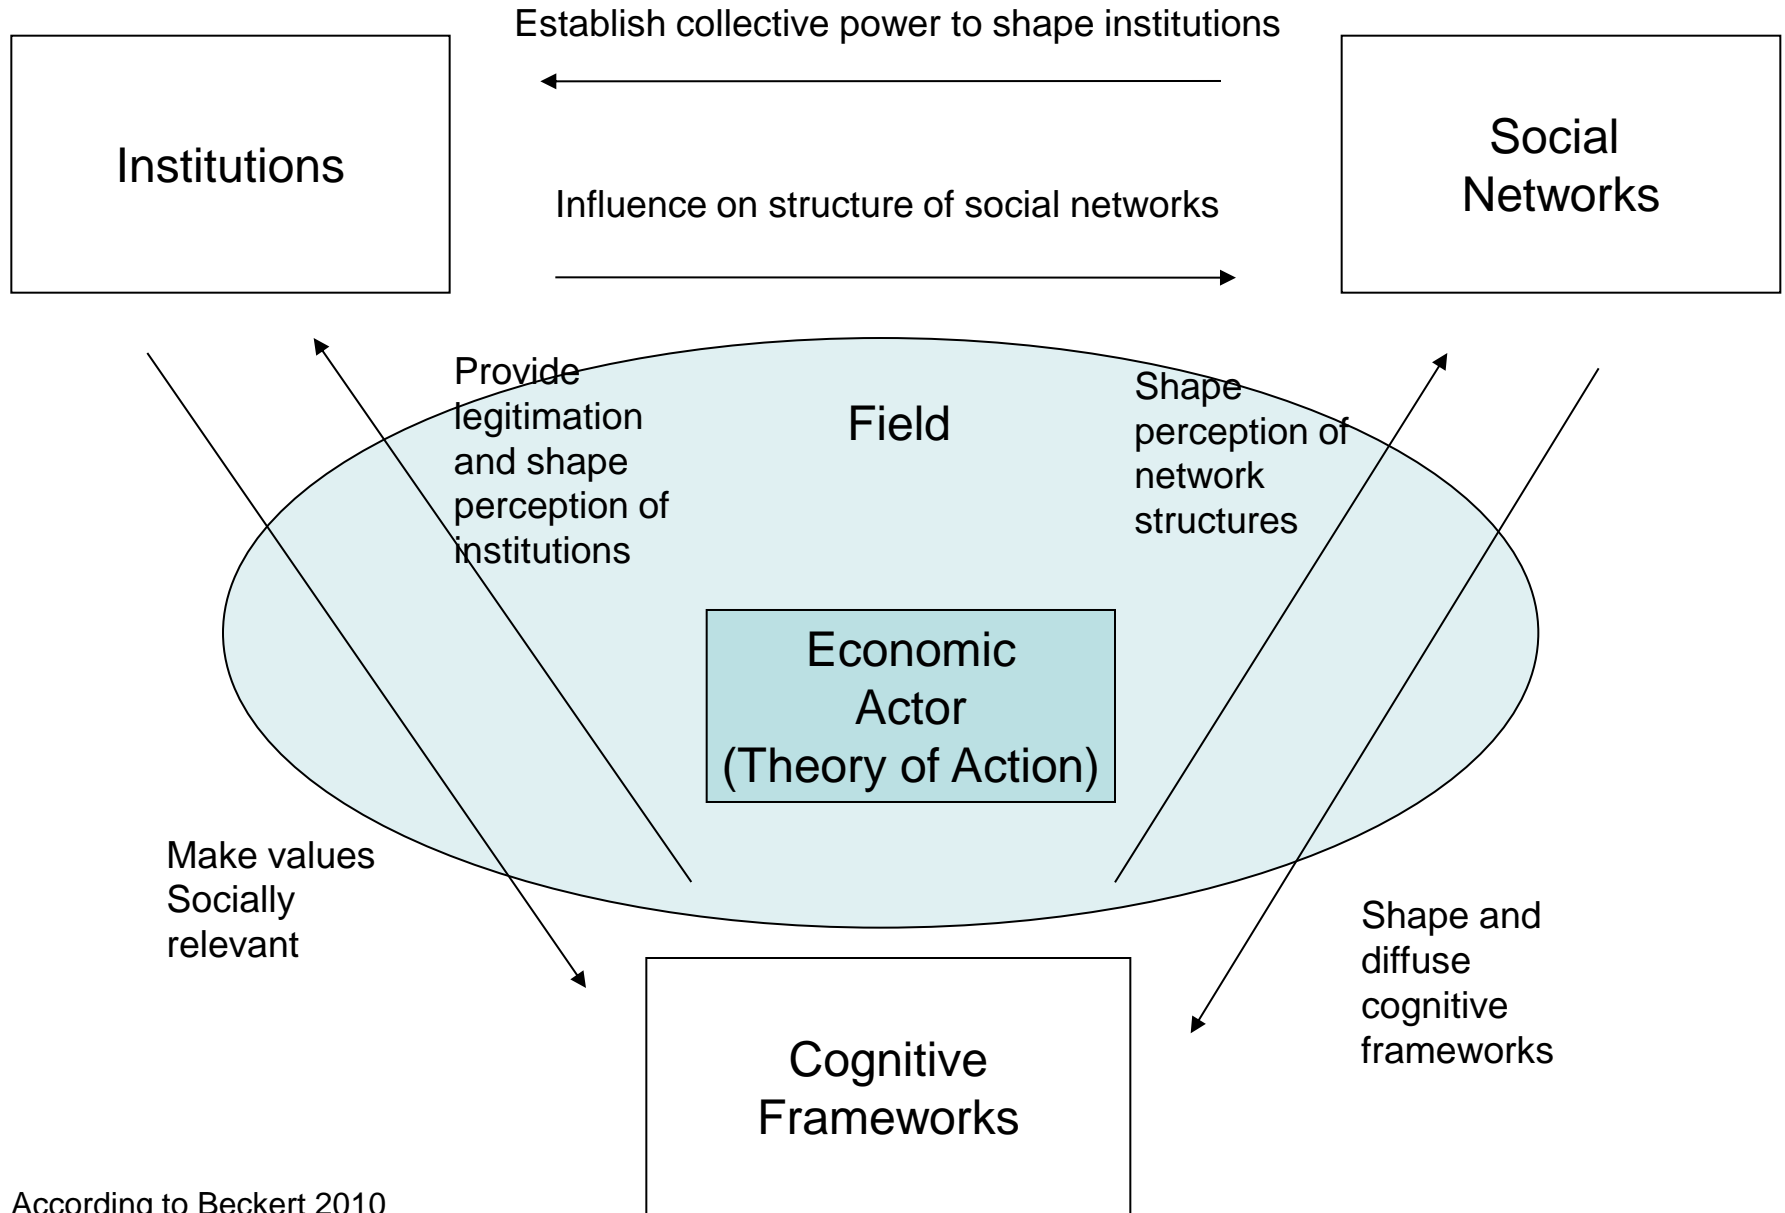 Establish collective power to shape institutions
Institutions
Social
Networks
Influence on structure of social networks
Provide
legitimation
and shape
perception of
institutions
Field
Shape
perception of
network
structures
Economic
Actor
(Theory of Action)
Make values
Socially
relevant
Shape and
diffuse
cognitive
frameworks
Cognitive
Frameworks
According to Beckert 2010